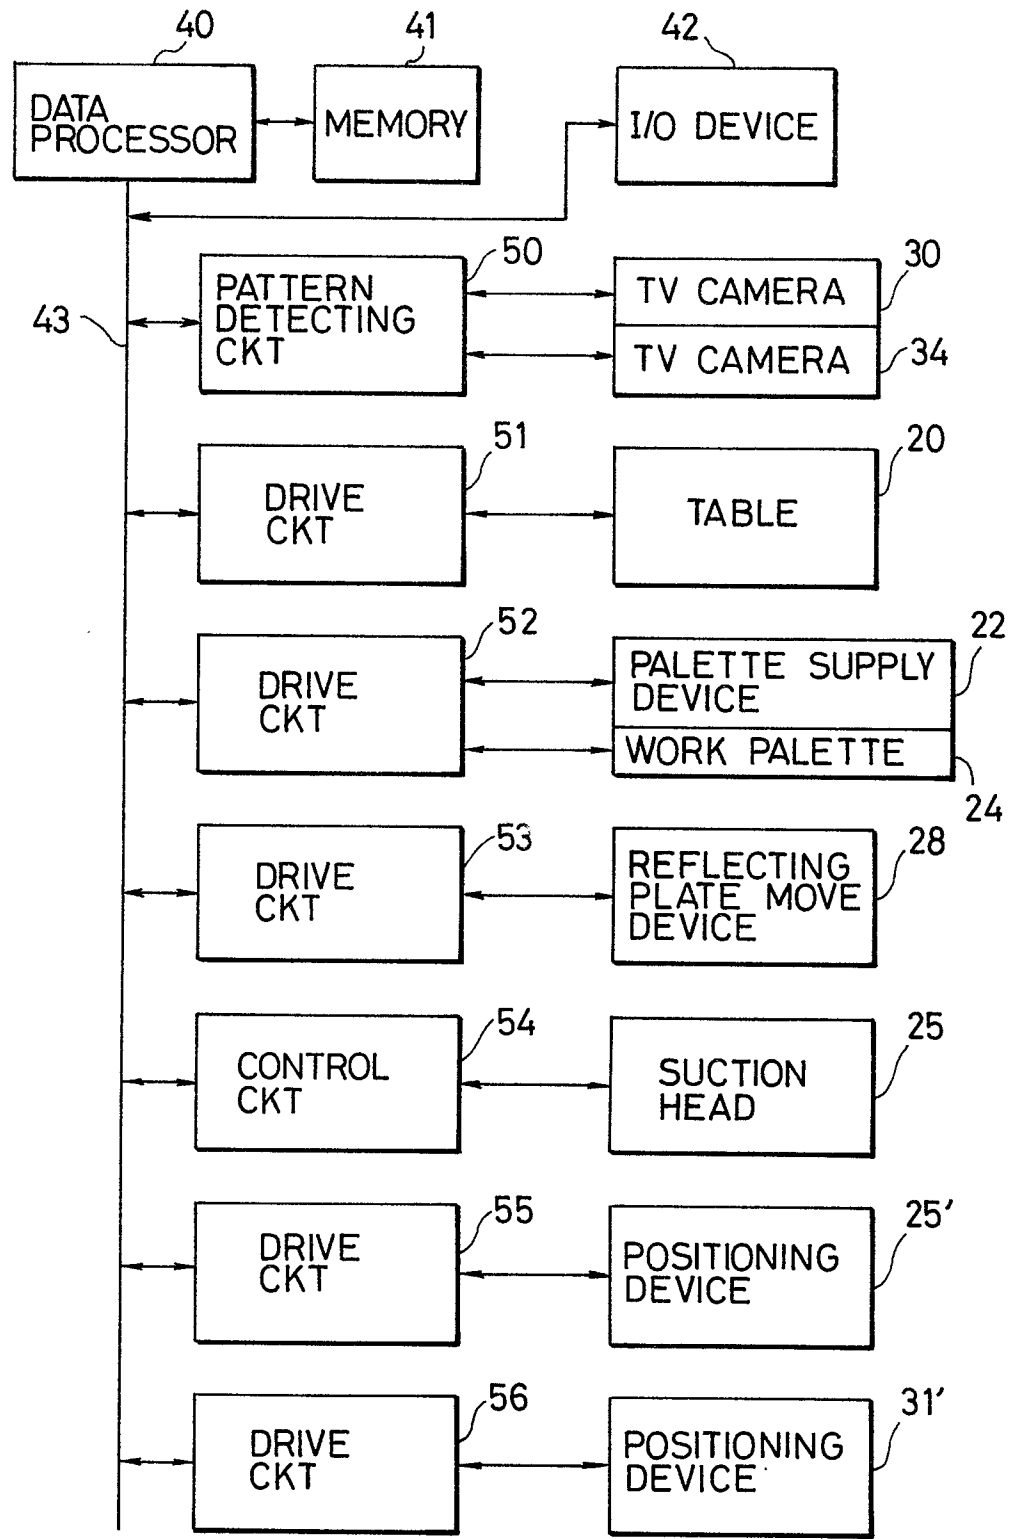 40
41
42
DATA
PROCESSOR
MEMORY
I/O DEVICE
43
50
PATTERN
DETECTING
CKT
30
TV CAMERA
TV CAMERA
34
51
DRIVE
CKT
20
TABLE
52
DRIVE
CKT
22
PALETTE SUPPLY
DEVICE
WORK PALETTE
24
53
DRIVE
CKT
28
REFLECTING
PLATE MOVE
DEVICE
54
CONTROL
CKT
25
SUCTION
HEAD
55
DRIVE
CKT
25'
POSITIONING
DEVICE
56
DRIVE
CKT
31'
POSITIONING
DEVICE